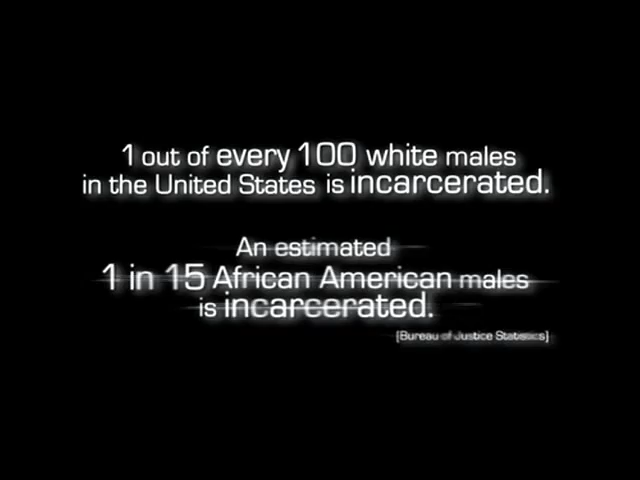 1 out of every 100 white males
in the United States is incarcerated.
An estimated
1 in 15 African American males
is incarcerated.
[Bureau of Justice Statistics]